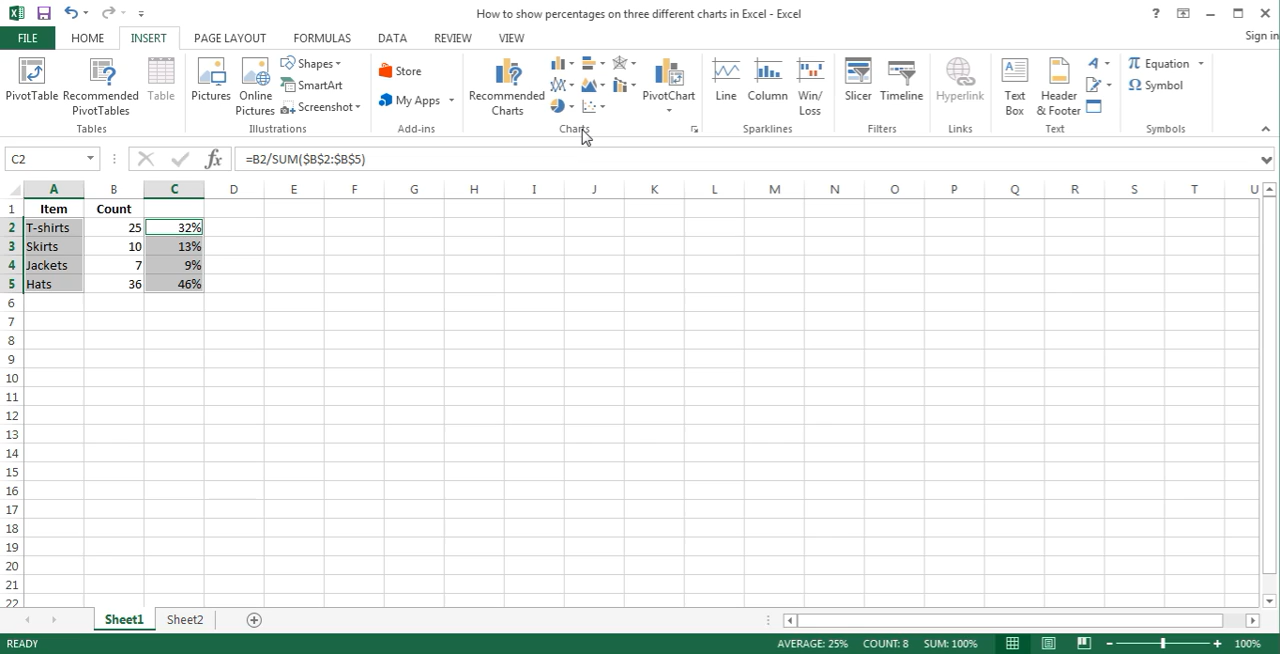 How to show percentages on three different charts in Excel - Excel
?
FILE HOME INSERT PAGE LAYOUT FORMULAS DATA REVIEW VIEW Sign in
PivotTable Recommended PivotTables Table
Tables
Pictures Online Pictures Shapes SmartArt Screenshot
Illustrations
Store
My Apps
Add-ins
Recommended Charts PivotChart
Charts
Line Column Win/ Loss
Sparklines
Slicer Timeline
Filters
Hyperlink
Links
Text Box Header & Footer
Text
π Equation
Ω Symbol
Symbols
C2 fx =B2/SUM($B$2:$B$5)
A B C D E F G H I J K L M N O P Q R S T U
1 Item Count
2 T-shirts 25 32%
3 Skirts 10 13%
4 Jackets 7 9%
5 Hats 36 46%
6
7
8
9
10
11
12
13
14
15
16
17
18
19
20
21
22
Sheet1 Sheet2
READY AVERAGE: 25% COUNT: 8 SUM: 100% 100%